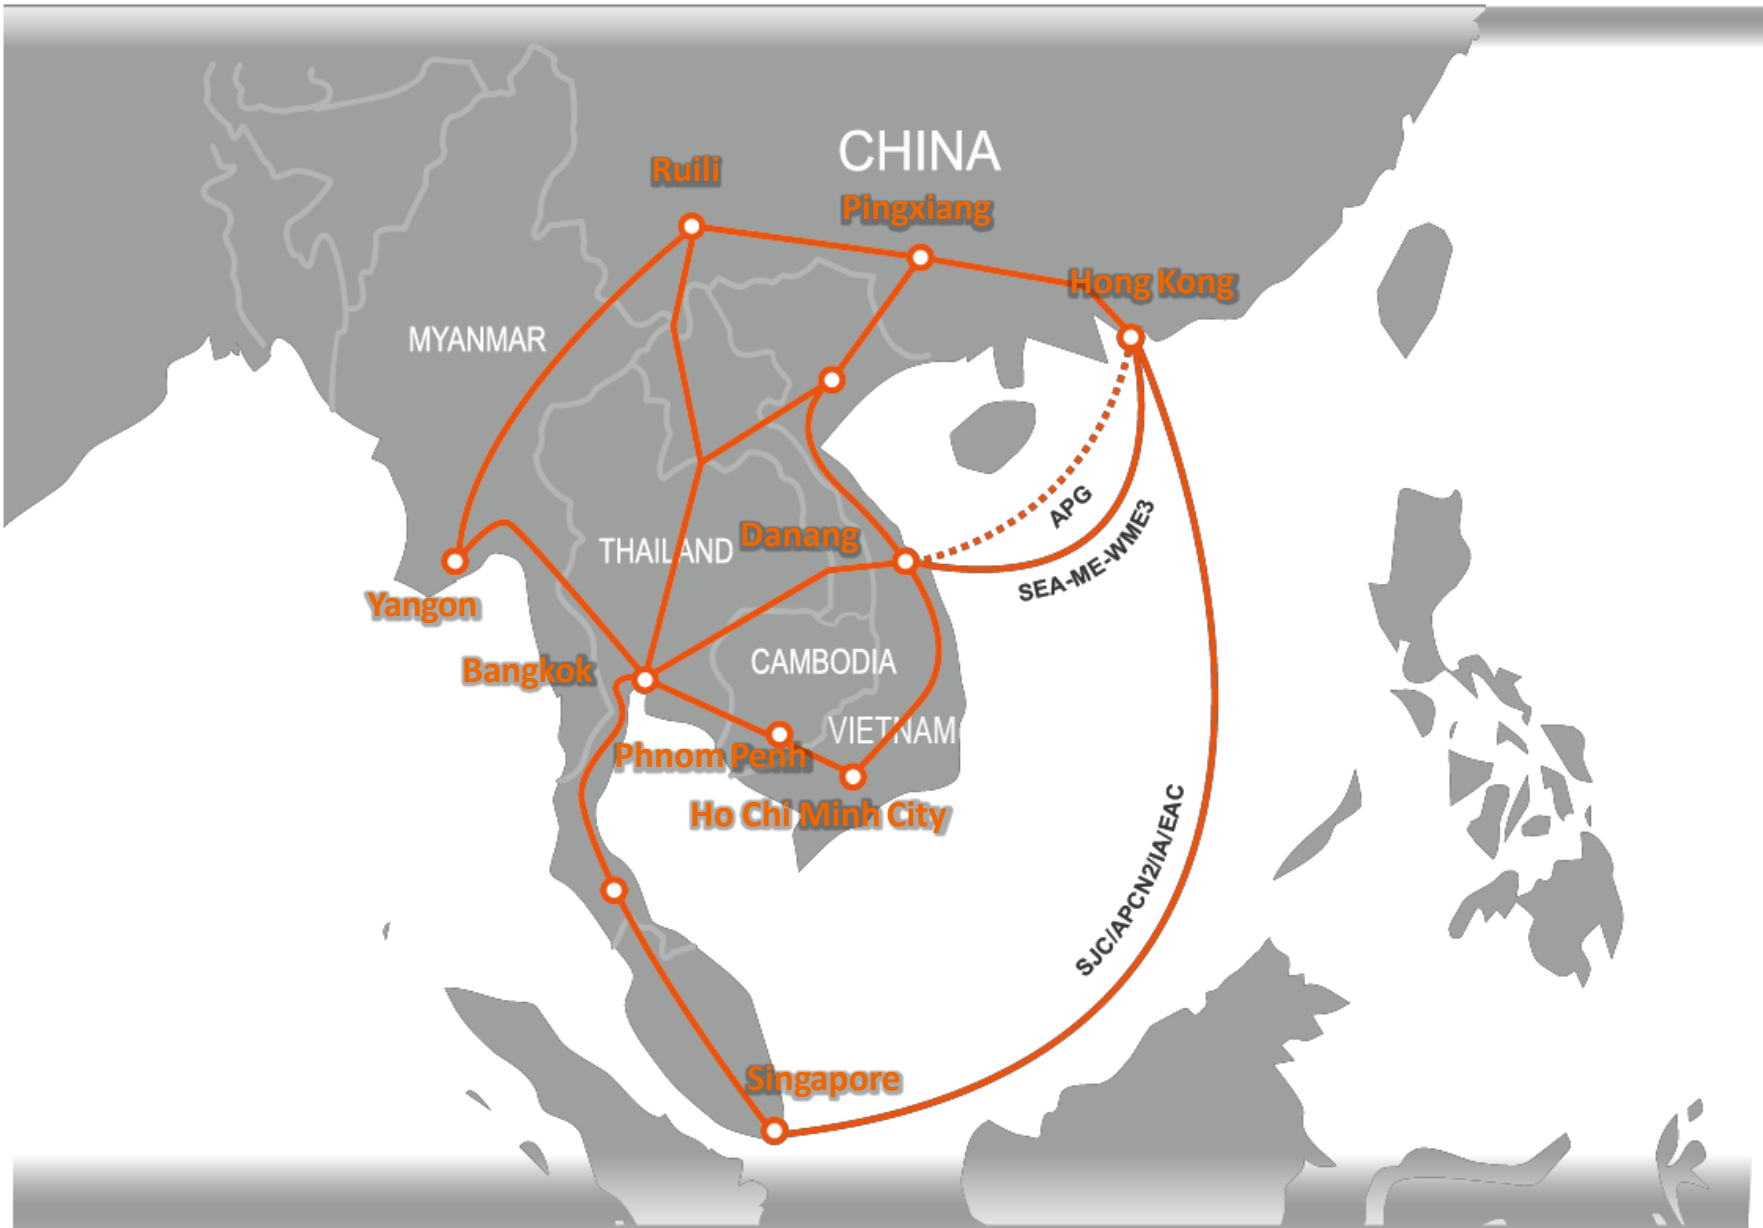 CHINA
Ruili
Pingxiang
Hong Kong
MYANMAR
APG
SEA-ME-WME3
THAILAND
Danang
Yangon
Bangkok
CAMBODIA
VIETNAM
Phnom Penh
Ho Chi Minh City
SJC/APCN2/IA/EAC
Singapore